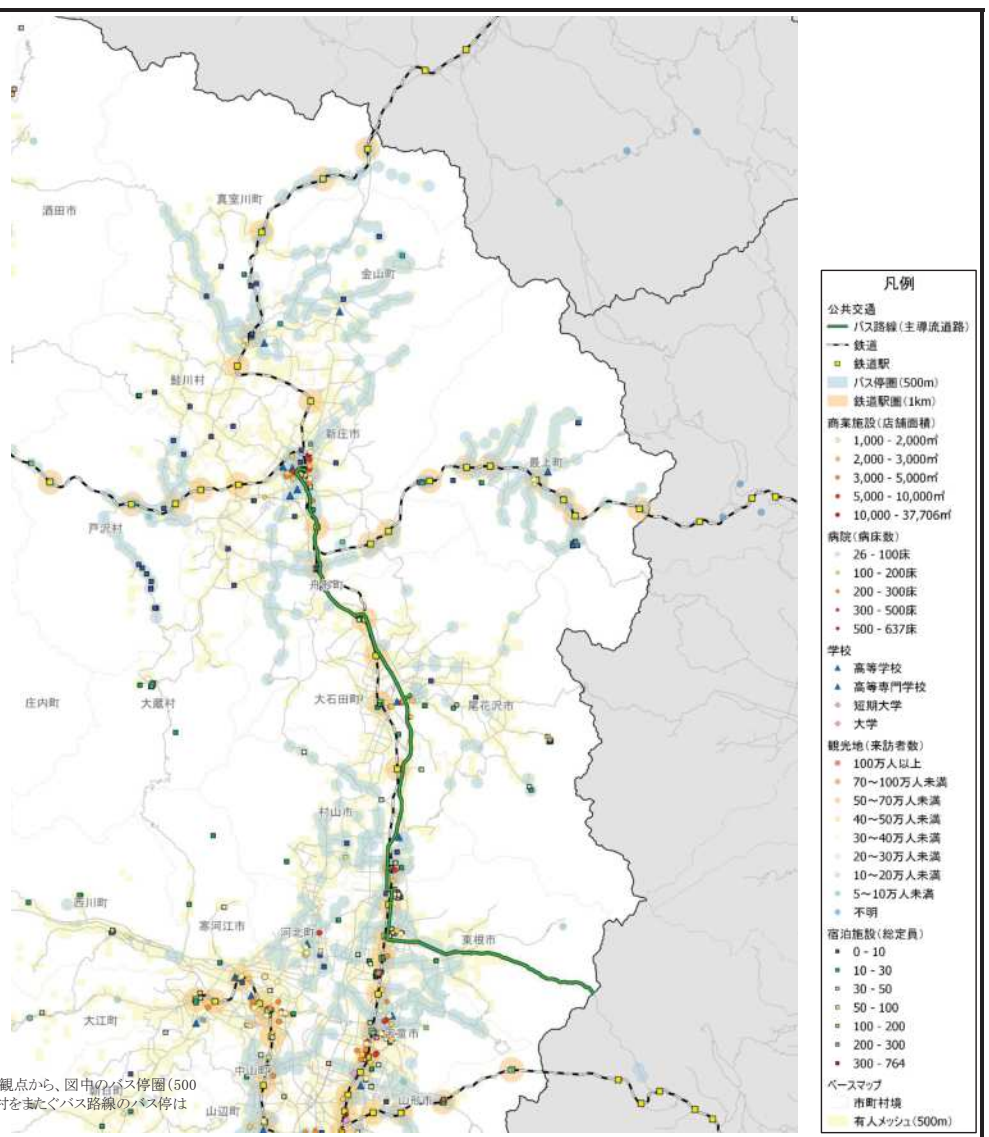 真室川町
酒田市
金山町
鮭川村
新庄市
最上町
戸沢村
舟形町
大石田町
尾花沢市
庄内町
大蔵村
村山市
西川町
寒河江市
河北町
東根市
大江町
天童市
中山町
朝日町
山辺町
山形市
観点から、図中のバス停圏(500
村をまたぐバス路線のバス停は
凡例
公共交通
バス路線(主導流道路)
鉄道
鉄道駅
バス停圏(500m)
鉄道駅圏(1km)
商業施設(店舗面積)
1,000 - 2,000㎡
2,000 - 3,000㎡
3,000 - 5,000㎡
5,000 - 10,000㎡
10,000 - 37,706㎡
病院(病床数)
26 - 100床
100 - 200床
200 - 300床
300 - 500床
500 - 637床
学校
高等学校
高等専門学校
短期大学
大学
観光地(来訪者数)
100万人以上
70～100万人未満
50～70万人未満
40～50万人未満
30～40万人未満
20～30万人未満
10～20万人未満
5～10万人未満
不明
宿泊施設(総定員)
0 - 10
10 - 30
30 - 50
50 - 100
100 - 200
200 - 300
300 - 764
ベースマップ
市町村境
有人メッシュ(500m)